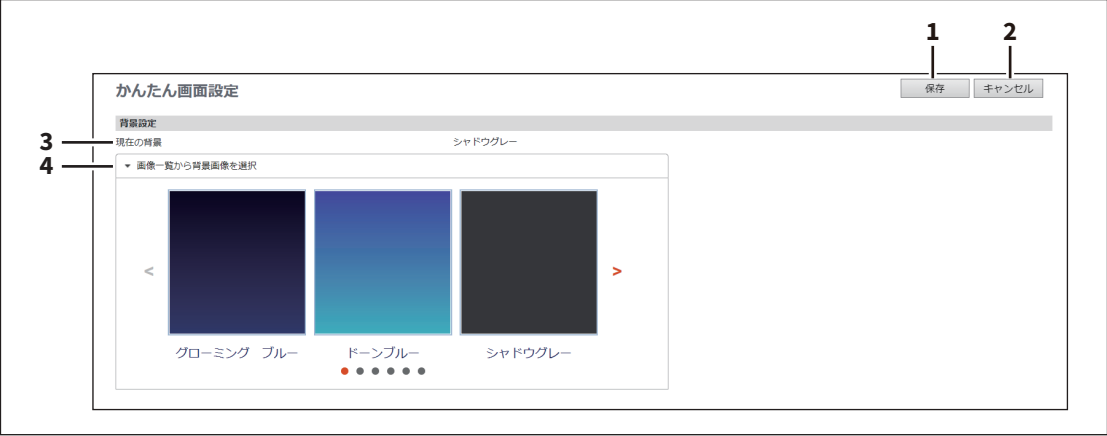 1 2
かんたん画面設定 保存 キャンセル
背景設定
3 現在の背景 シャドウグレー
4 ▼ 画像一覧から背景画像を選択
< >
グローミング ブルー ドーンブルー シャドウグレー